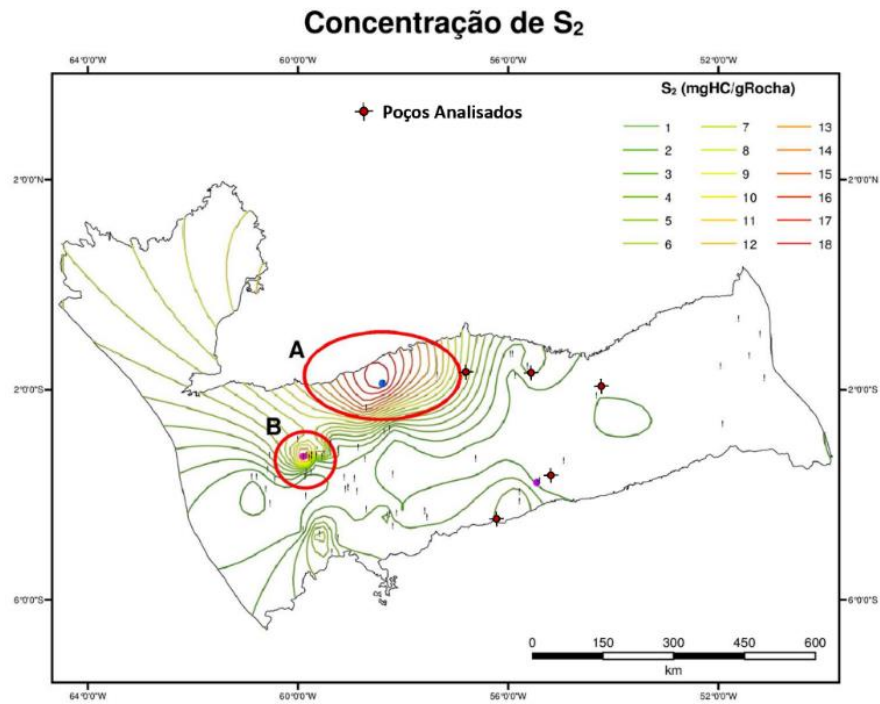 Concentração de S₂
64°0'0"W 60°0'0"W 56°0'0"W 52°0'0"W
S₂ (mgHC/gRocha)
Poços Analisados
1 7 13
2 8 14
3 9 15
4 10 16
5 11 17
6 12 18
2°0'0"N 2°0'0"N
A
2°0'0"S 2°0'0"S
B
6°0'0"S 6°0'0"S
0 150 300 450 600
km
64°0'0"W 60°0'0"W 56°0'0"W 52°0'0"W